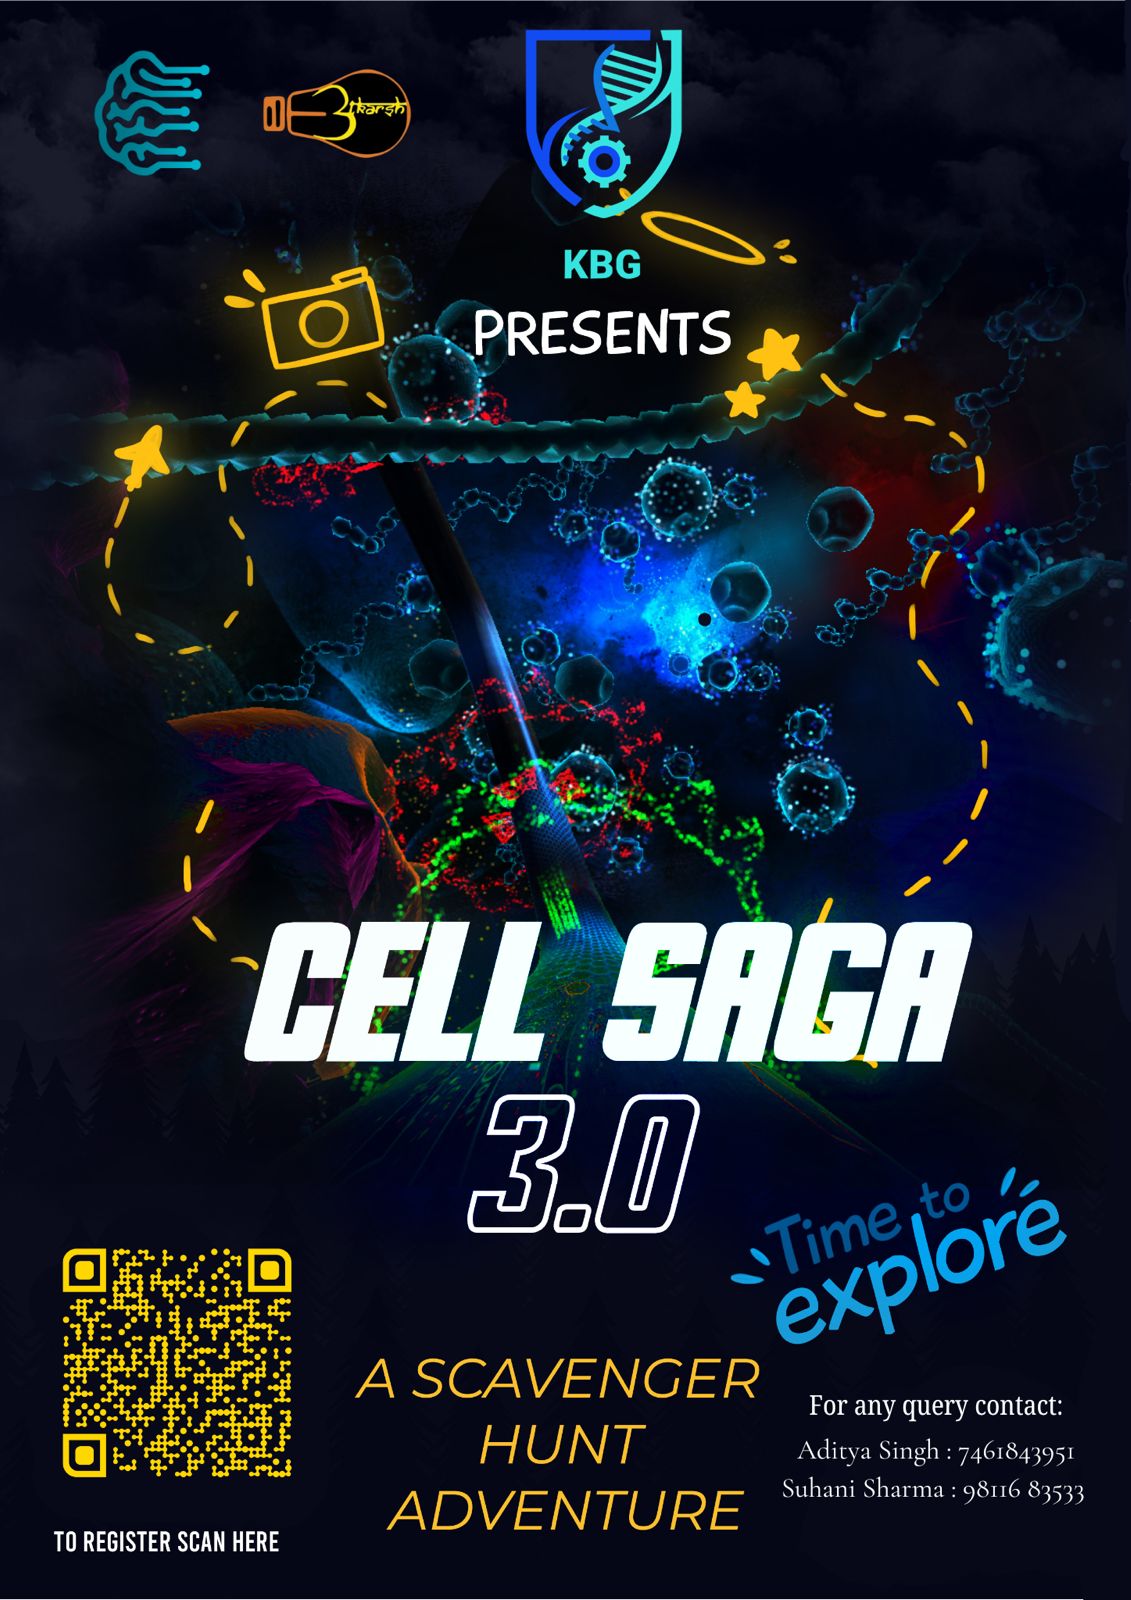 उtkarsh
KBG
PRESENTS
CELL SAGA
3.0
Time to
explore
A SCAVENGER
HUNT
ADVENTURE
For any query contact:
Aditya Singh : 7461843951
Suhani Sharma : 98116 83533
TO REGISTER SCAN HERE